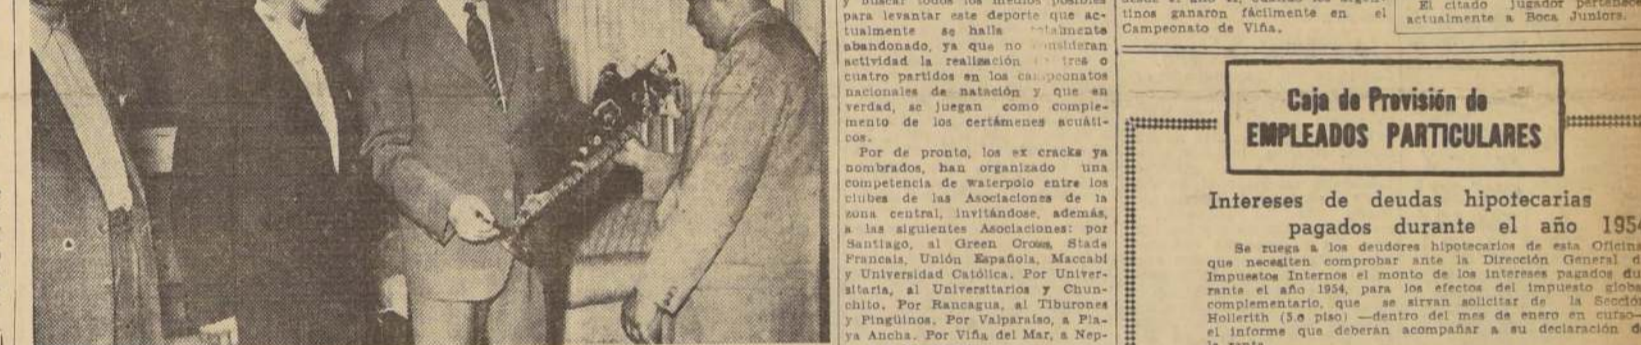 y buscar todos los medios posibles
para levantar este deporte que ac-
tualmente se halla totalmente
abandonado, ya que no consideran
actividad la realización de tres o
cuatro partidos en los campeonatos
nacionales de natación y que en
verdad, se juegan como comple-
mento de los certámenes acuáti-
cos.
Por de pronto, los ex cracks ya
nombrados, han organizado una
competencia de waterpolo entre los
clubes de las Asociaciones de la
zona central, invitándose, además,
a las siguientes Asociaciones: por
Santiago, al Green Cross, Stade
Francais, Unión Española, Maccabi
y Universidad Católica. Por Univer-
sitaria, al Universitarios y Chun-
chito. Por Rancagua, al Tiburones
y Pingüinos. Por Valparaíso, a Pla-
ya Ancha. Por Viña del Mar, a Nep-
tinos ganaron fácilmente en el
Campeonato de Viña.
El citado jugador pertenece
actualmente a Boca Juniors.
Caja de Previsión de
EMPLEADOS PARTICULARES
Intereses de deudas hipotecarias
pagados durante el año 1954
Se ruega a los deudores hipotecarios de esta Oficina
que necesiten comprobar ante la Dirección General d
Impuestos Internos el monto de los intereses pagados du
rante el año 1954, para los efectos del impuesto globa
complementario, que se sirvan solicitar de la Sección
Hollerith (5.o piso) —dentro del mes de enero en curso—
el informe que deberán acompañar a su declaración d